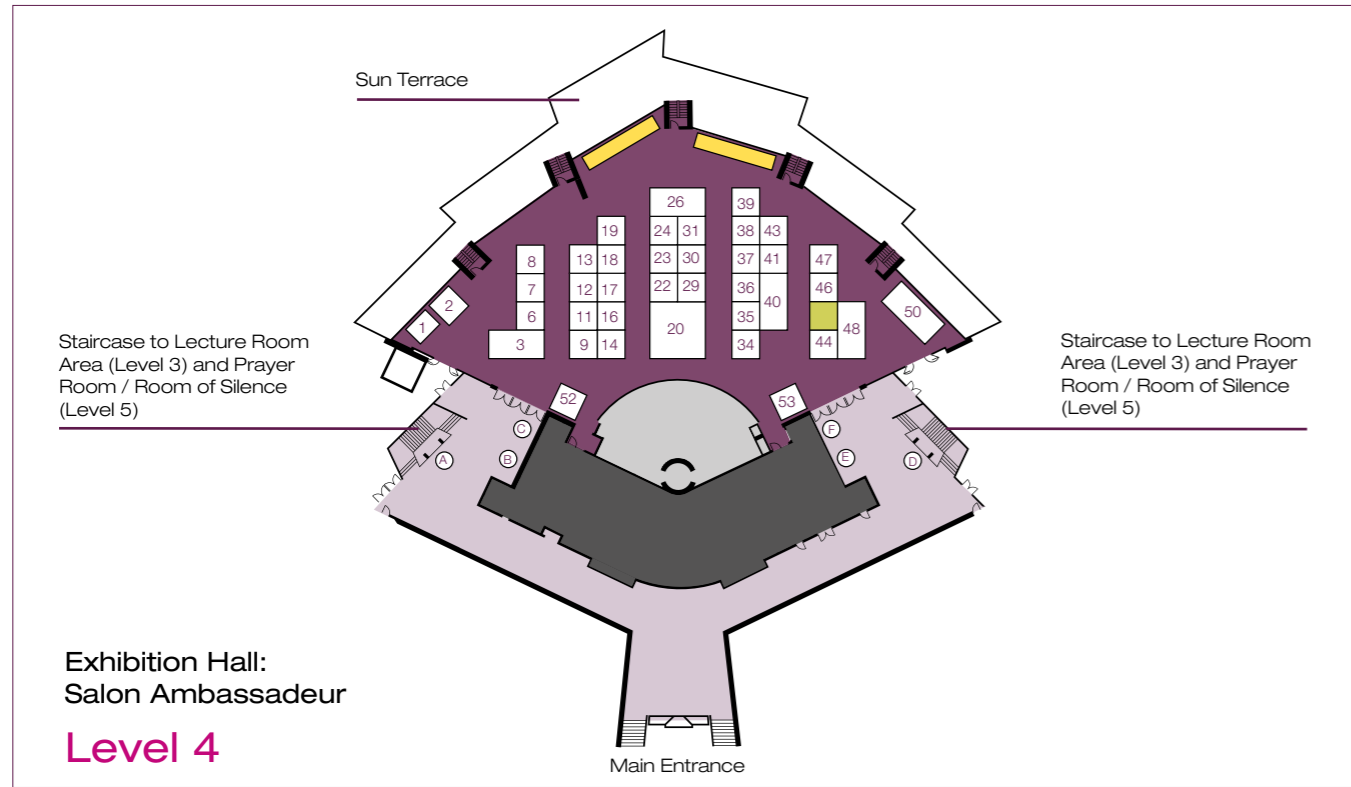 Sun Terrace
26
39
19
24 31
38 43
8
13 18
23 30
37 41
47
7
12 17
22 29
36
46
2
40
50
1
6
11 16
20
35
48
3
9 14
34
44
Staircase to Lecture Room
Area (Level 3) and Prayer
Room / Room of Silence
(Level 5)
Staircase to Lecture Room
Area (Level 3) and Prayer
Room / Room of Silence
(Level 5)
52
53
C
F
A
B
E
D
Exhibition Hall:
Salon Ambassadeur
Level 4
Main Entrance